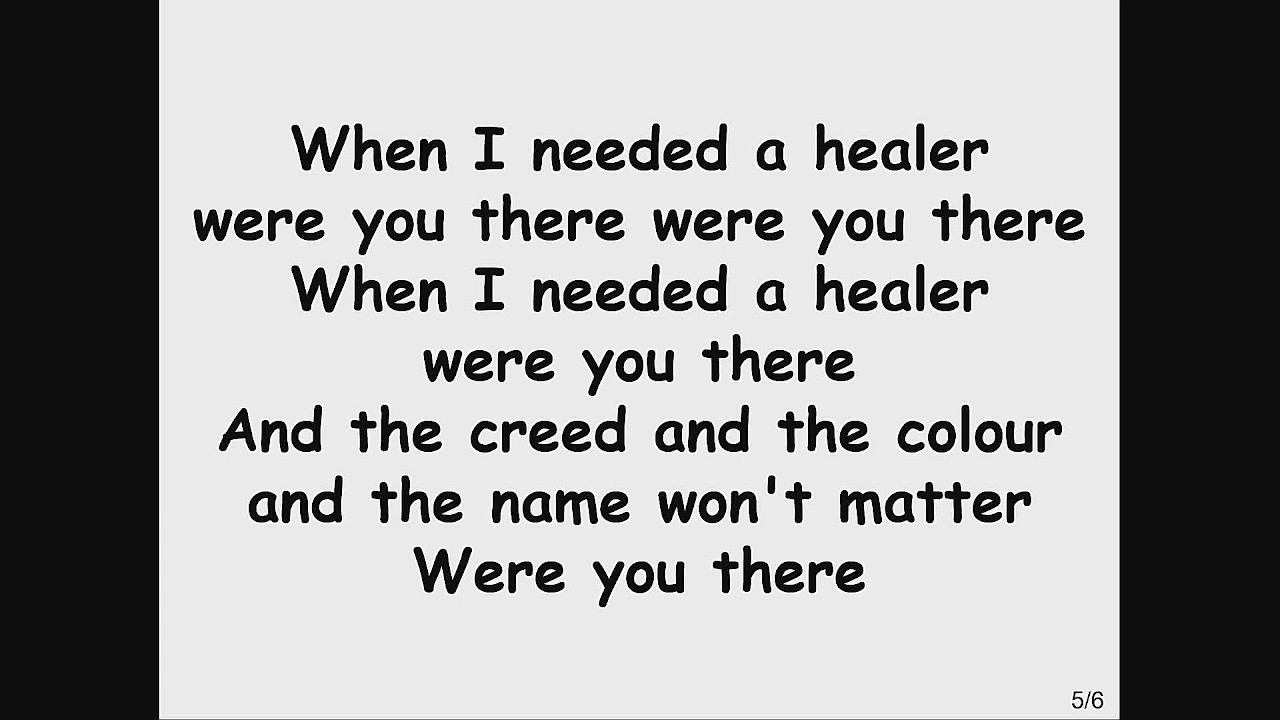 When I needed a healer
were you there were you there
When I needed a healer
were you there
And the creed and the colour
and the name won't matter
Were you there
5/6